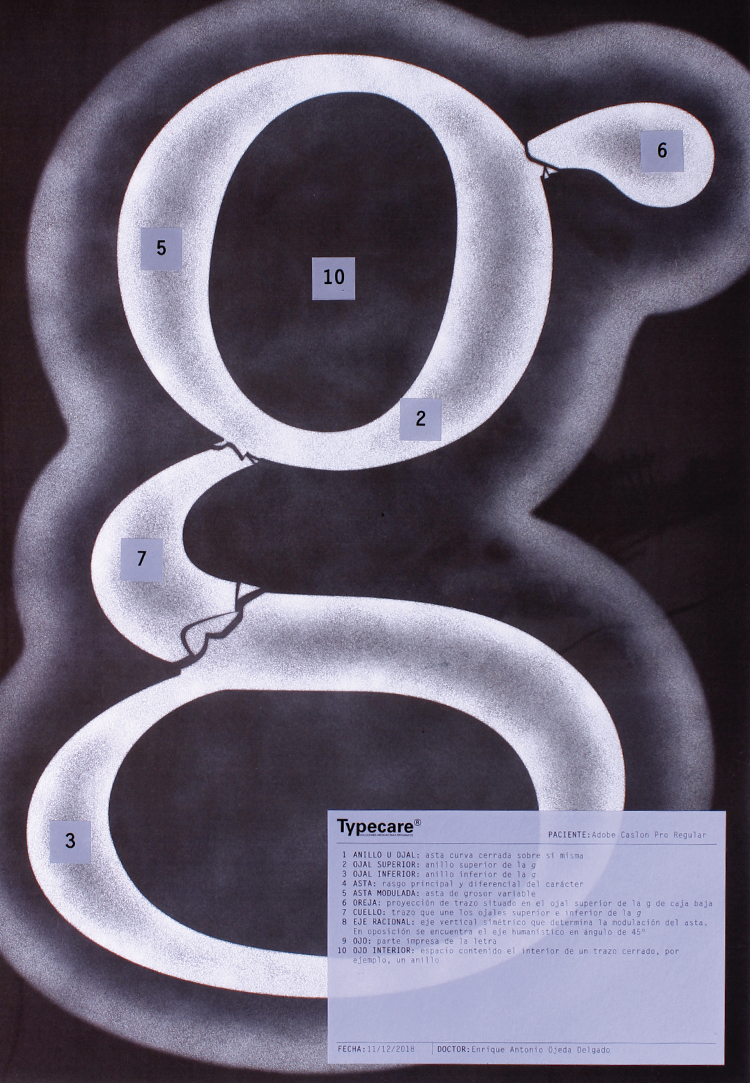 6
5
10
2
7
3
Typecare®
PACIENTE:Adobe Caslon Pro Regular
1 ANILLO U OJAL: asta curva cerrada sobre sí misma
2 OJAL SUPERIOR: anillo superior de la g
3 OJAL INFERIOR: anillo inferior de la g
4 ASTA: rasgo principal y diferencial del carácter
5 ASTA MODULADA: asta de grosor variable
6 OREJA: proyección de trazo situado en el ojal superior de la g de caja baja
7 CUELLO: trazo que une los ojales superior e inferior de la g
8 EJE RACIONAL: eje vertical simétrico que determina la modulación del asta.
En oposición se encuentra el eje humanístico en ángulo de 45º
9 OJO: parte impresa de la letra
10 OJO INTERIOR: espacio contenido el interior de un trazo cerrado, por
ejemplo, un anillo
FECHA:11/12/2018 DOCTOR:Enrique Antonio Ojeda Delgado